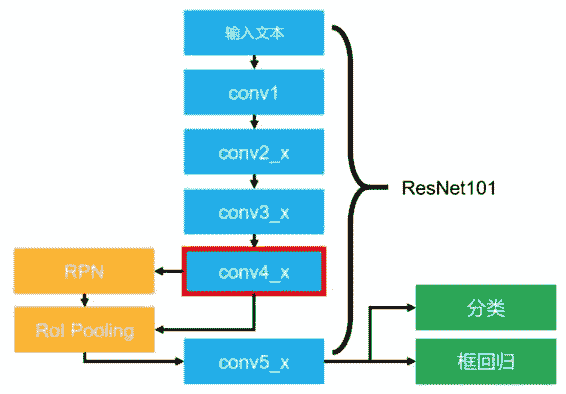 输入文本
conv1
conv2_x
conv3_x
ResNet101
conv4_x
RPN
RoI Pooling
conv5_x
分类
框回归